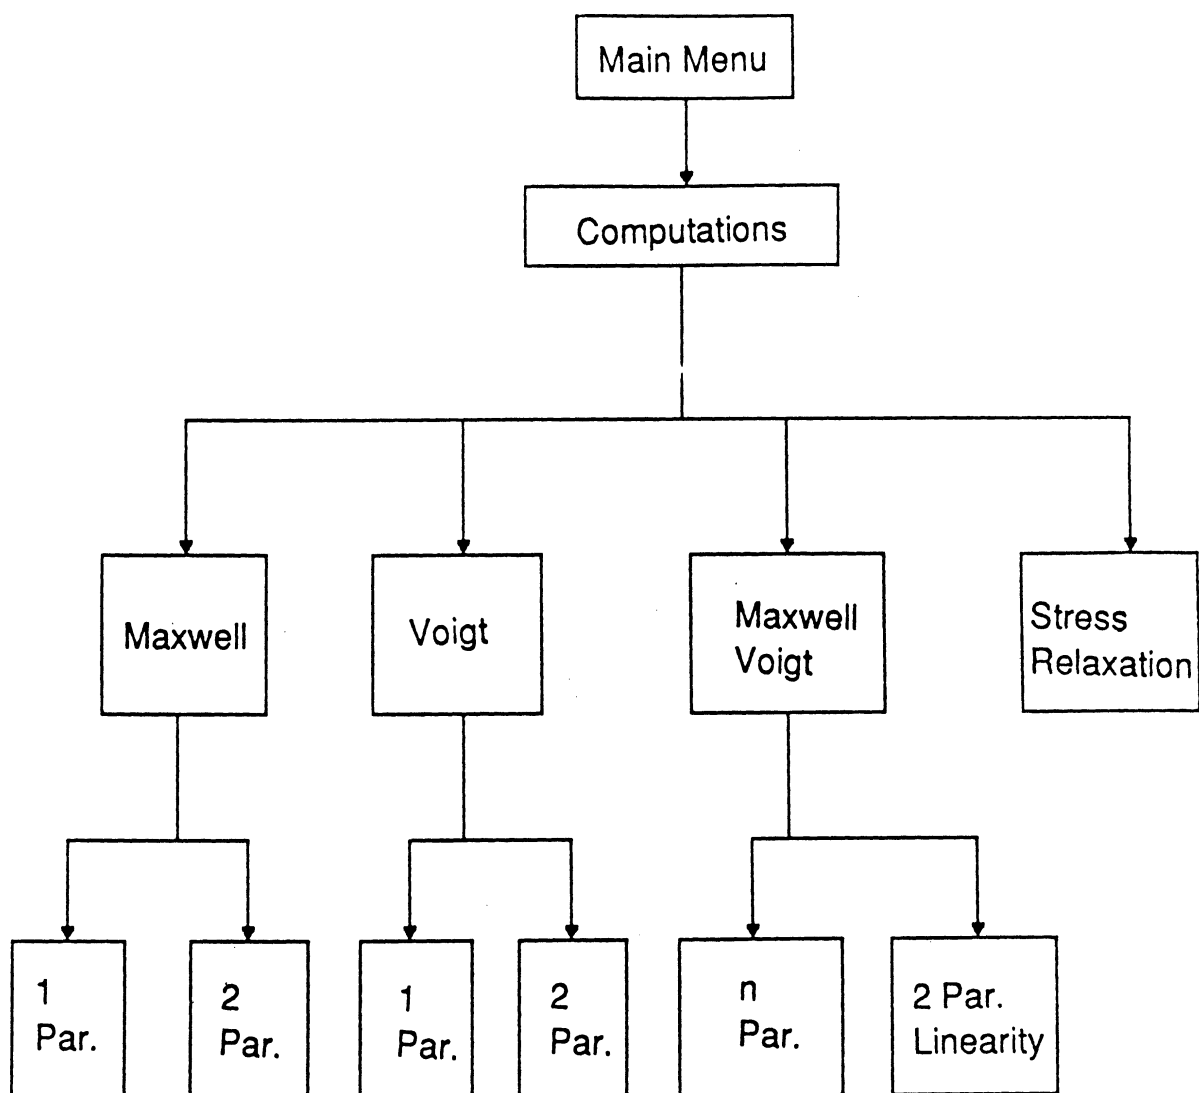 Main Menu
Computations
Maxwell
Voigt
Maxwell
Voigt
Stress
Relaxation
1
Par.
2
Par.
1
Par.
2
Par.
n
Par.
2 Par.
Linearity